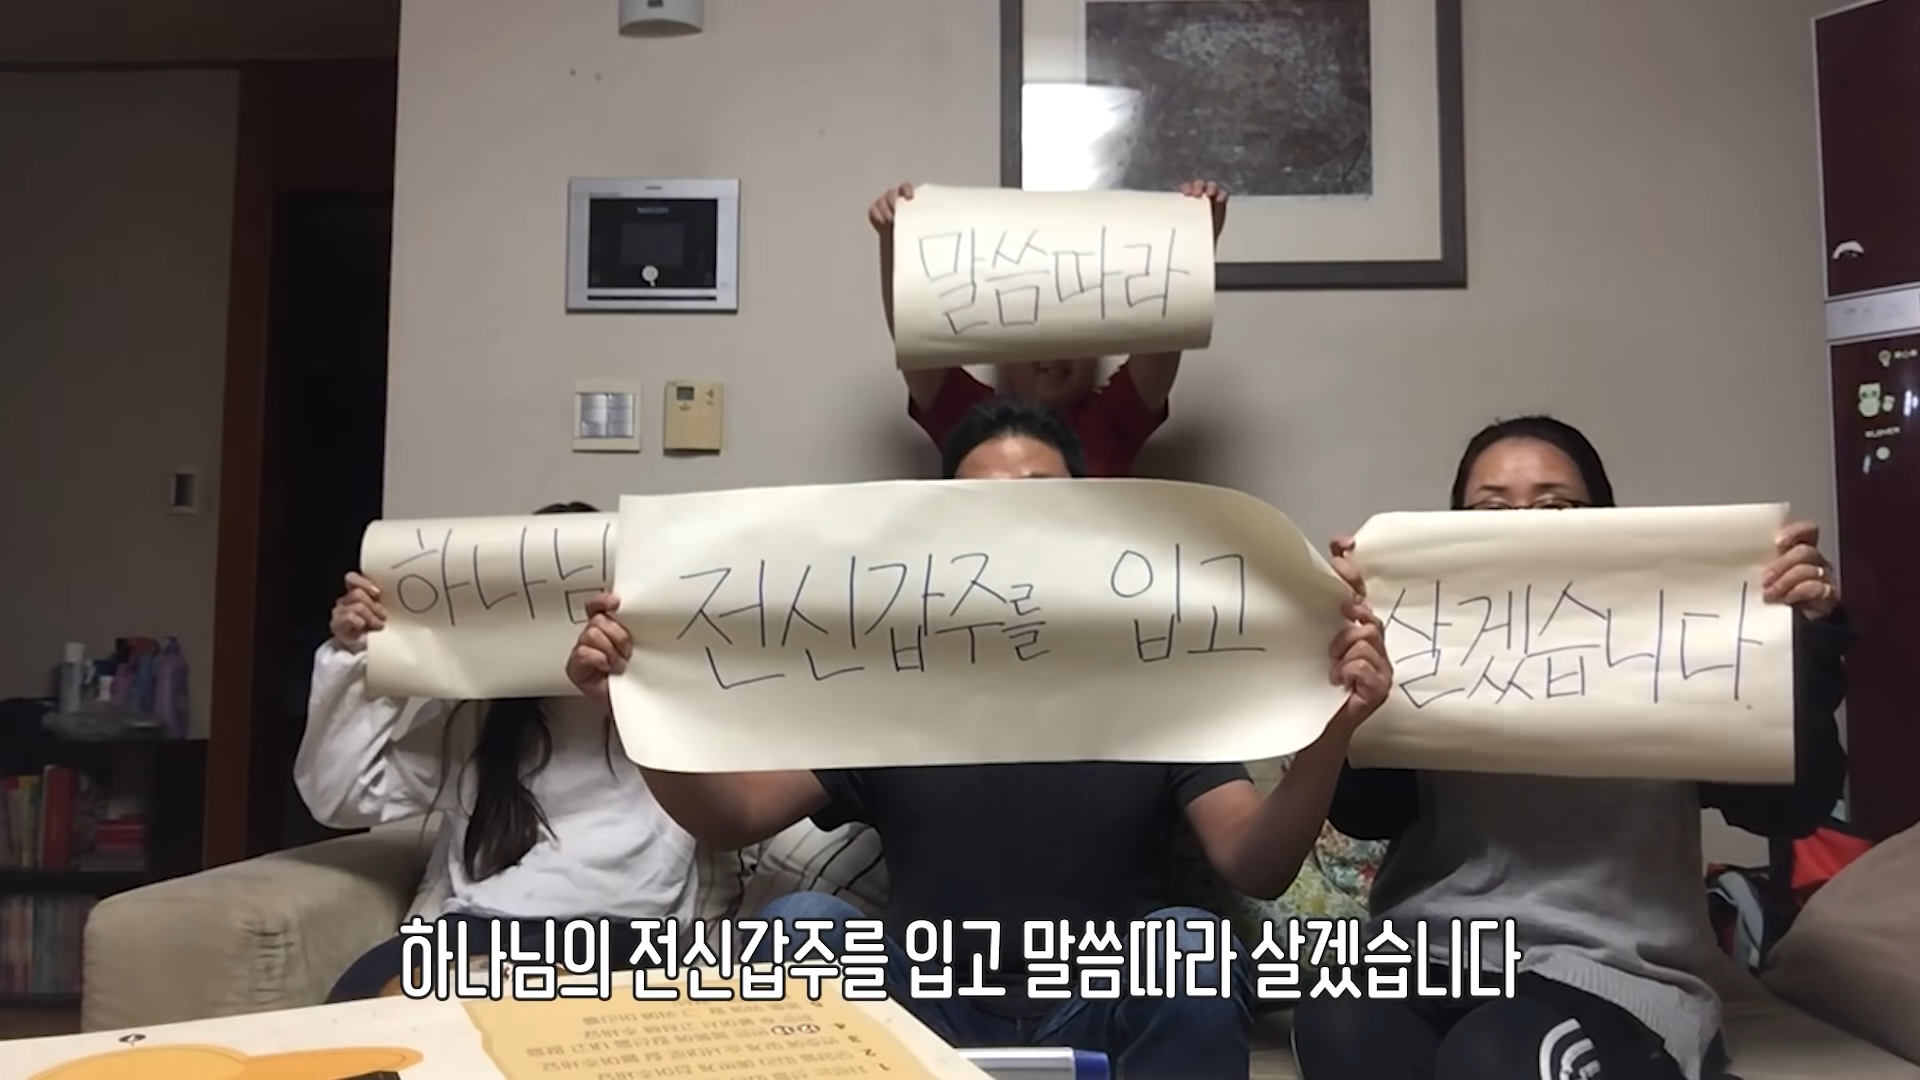 말씀따라
하나님
전신갑주를 입고
살겠습니다.
하나님의 전신갑주를 입고 말씀따라 살겠습니다